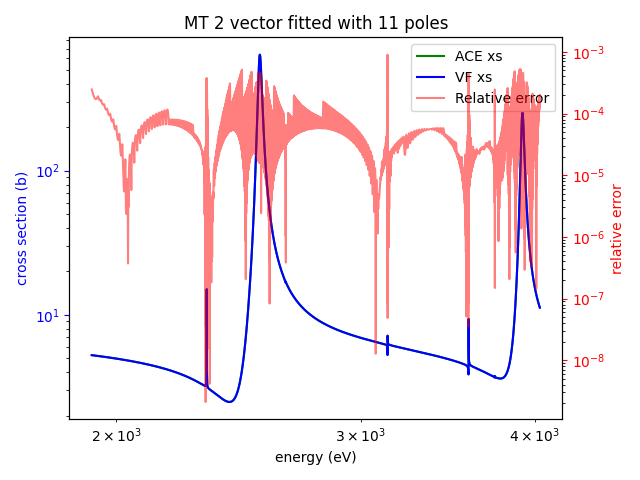 MT 2 vector fitted with 11 poles
ACE xs
VF xs
Relative error
cross section (b)
10²
10¹
relative error
10⁻³
10⁻⁴
10⁻⁵
10⁻⁶
10⁻⁷
10⁻⁸
2 × 10³
3 × 10³
4 × 10³
energy (eV)